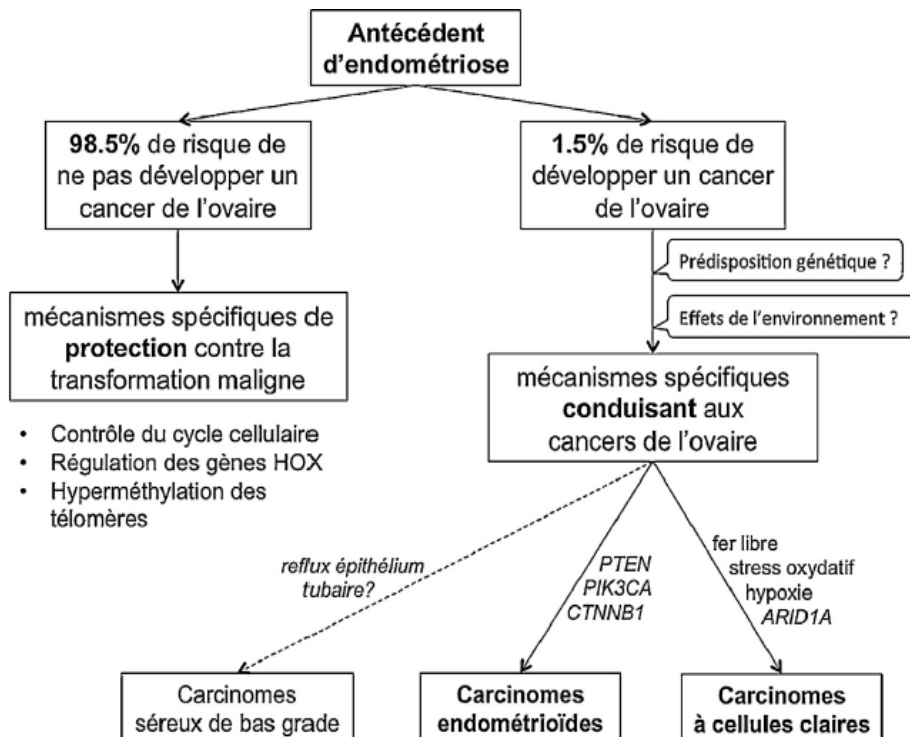 Antécédent
d'endométriose
98.5% de risque de
ne pas développer un
cancer de l'ovaire
1.5% de risque de
développer un cancer
de l'ovaire
Prédisposition génétique ?
Effets de l'environnement ?
mécanismes spécifiques de
protection contre la
transformation maligne
• Contrôle du cycle cellulaire
• Régulation des gènes HOX
• Hyperméthylation des
télomères
mécanismes spécifiques
conduisant aux
cancers de l'ovaire
reflux épithélium
tubaire?
PTEN
PIK3CA
CTNNB1
fer libre
stress oxydatif
hypoxie
ARID1A
Carcinomes
séreux de bas grade
Carcinomes
endométrioïdes
Carcinomes
à cellules claires